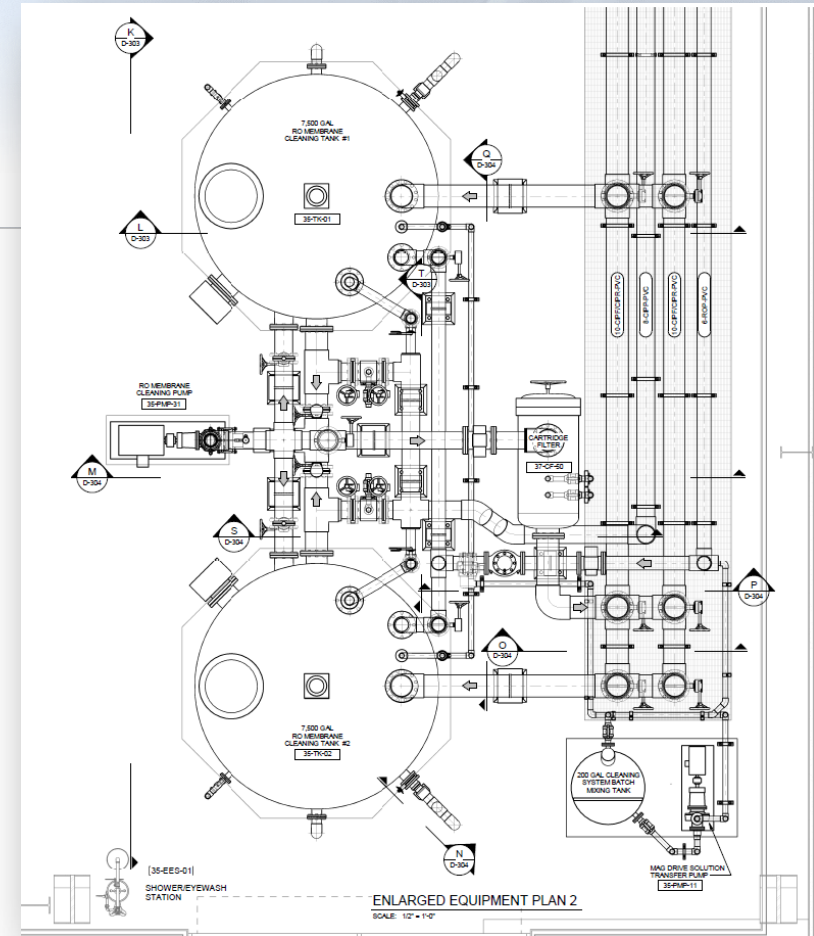 K
D-303
7,500 GAL
RO MEMBRANE
CLEANING TANK #1
35-TK-01
Q
D-304
L
D-303
T
D-303
10-CIPF/CIPR-PVC
8-CIPP-PVC
10-CIPF/CIPR-PVC
6-ROP-PVC
RO MEMBRANE
CLEANING PUMP
35-PMP-31
CARTRIDGE
FILTER
37-CF-50
M
D-304
S
D-304
P
D-304
O
D-304
7,500 GAL
RO MEMBRANE
CLEANING TANK #2
35-TK-02
200 GAL CLEANING
SYSTEM BATCH
MIXING TANK
N
D-304
MAG DRIVE SOLUTION
TRANSFER PUMP
35-PMP-11
[35-EES-01]
SHOWER/EYEWASH
STATION
ENLARGED EQUIPMENT PLAN 2
SCALE: 1/2" = 1'-0"